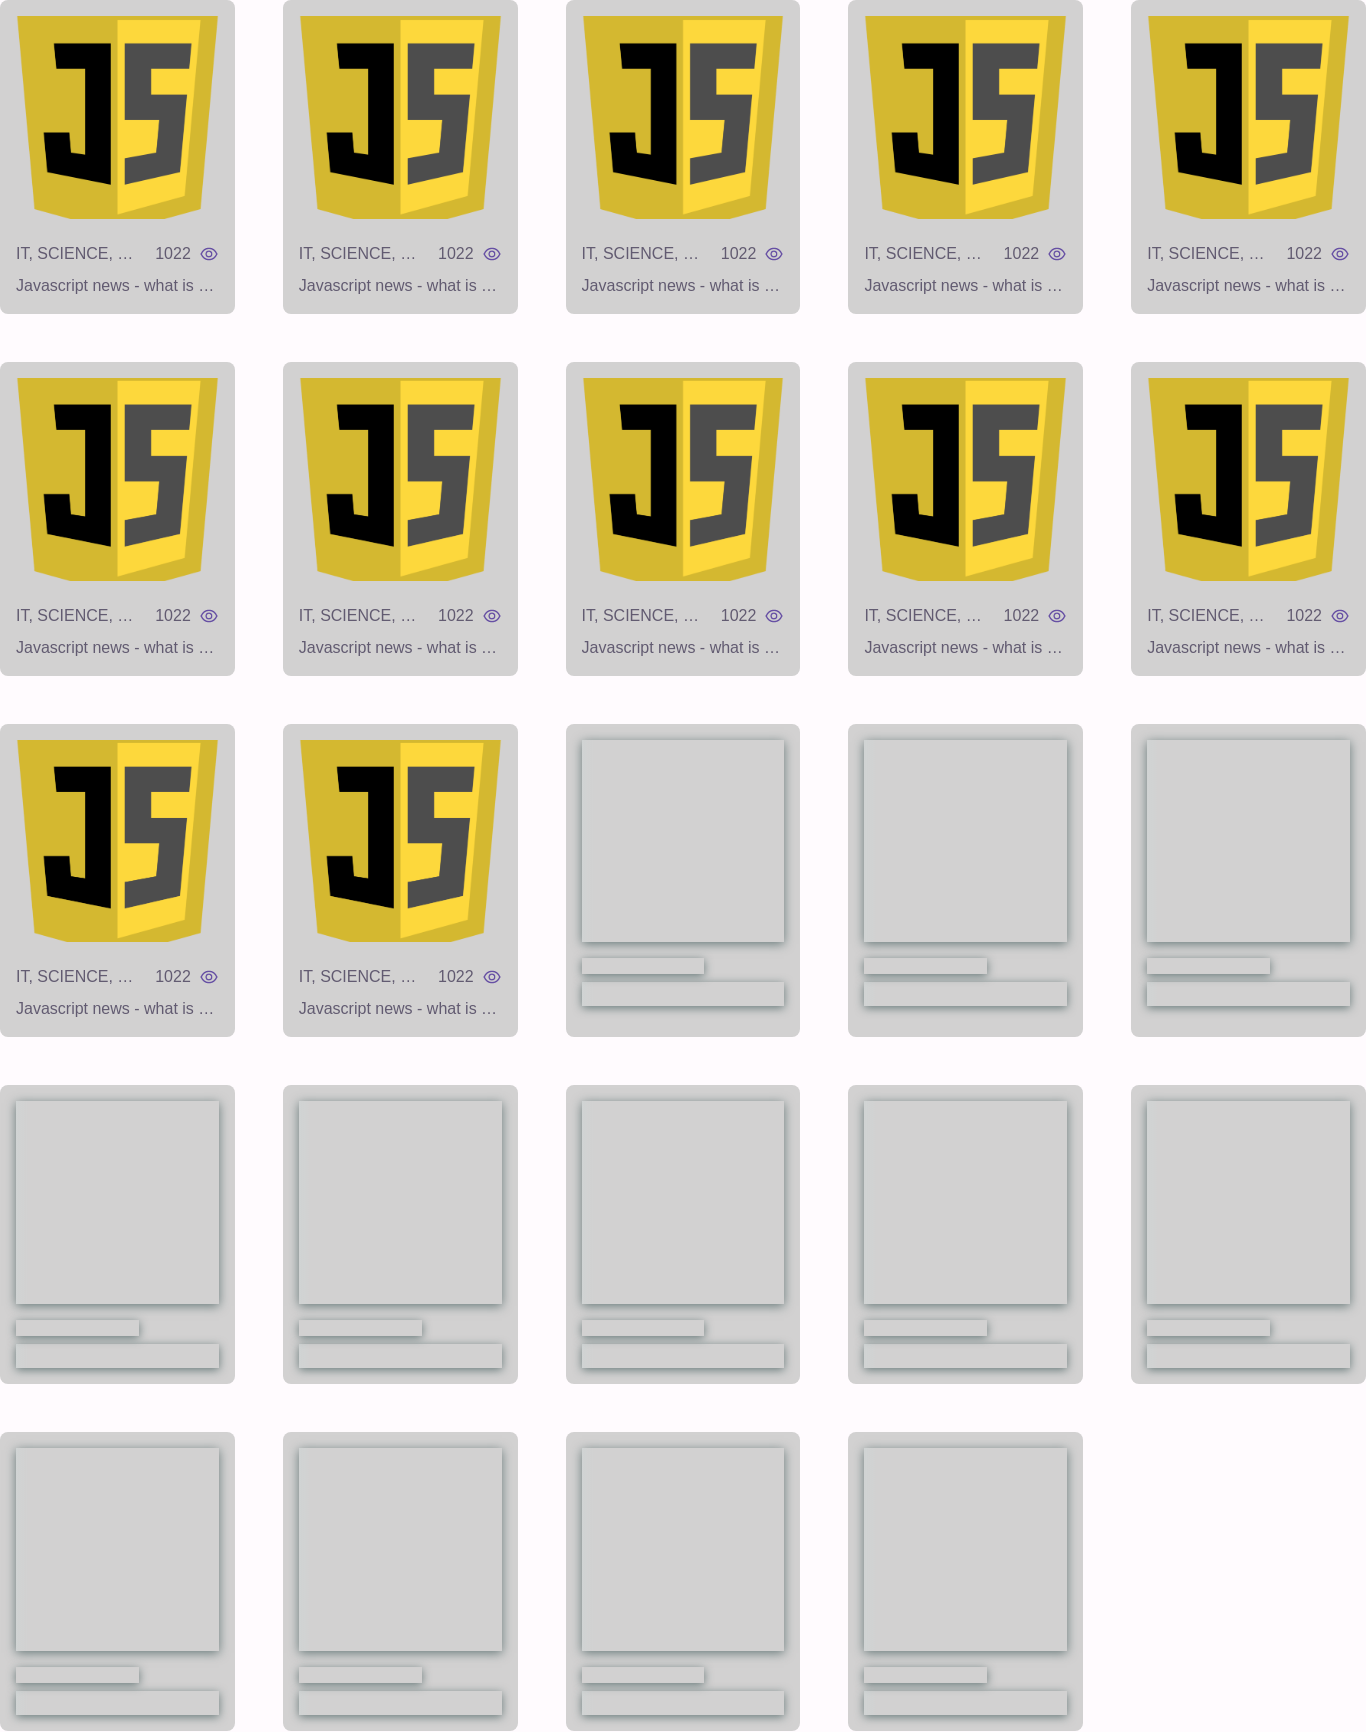 JS JS JS JS JS
IT, SCIENCE, … 1022 IT, SCIENCE, … 1022 IT, SCIENCE, … 1022 IT, SCIENCE, … 1022 IT, SCIENCE, … 1022
Javascript news - what is … Javascript news - what is … Javascript news - what is … Javascript news - what is … Javascript news - what is …
JS JS JS JS JS
IT, SCIENCE, … 1022 IT, SCIENCE, … 1022 IT, SCIENCE, … 1022 IT, SCIENCE, … 1022 IT, SCIENCE, … 1022
Javascript news - what is … Javascript news - what is … Javascript news - what is … Javascript news - what is … Javascript news - what is …
JS JS
IT, SCIENCE, … 1022 IT, SCIENCE, … 1022
Javascript news - what is … Javascript news - what is …